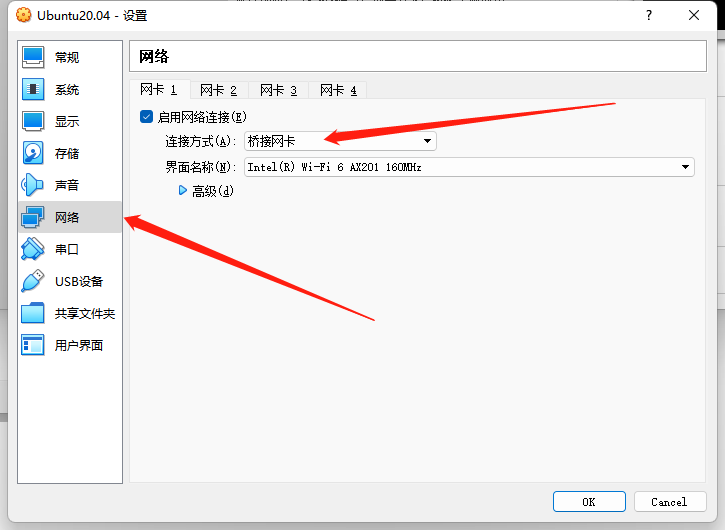 Ubuntu20.04 - 设置
?
常规
系统
显示
存储
声音
网络
串口
USB设备
共享文件夹
用户界面
网络
网卡 1 网卡 2 网卡 3 网卡 4
启用网络连接(E)
连接方式(A): 桥接网卡
界面名称(N): Intel(R) Wi-Fi 6 AX201 160MHz
高级(d)
OK Cancel